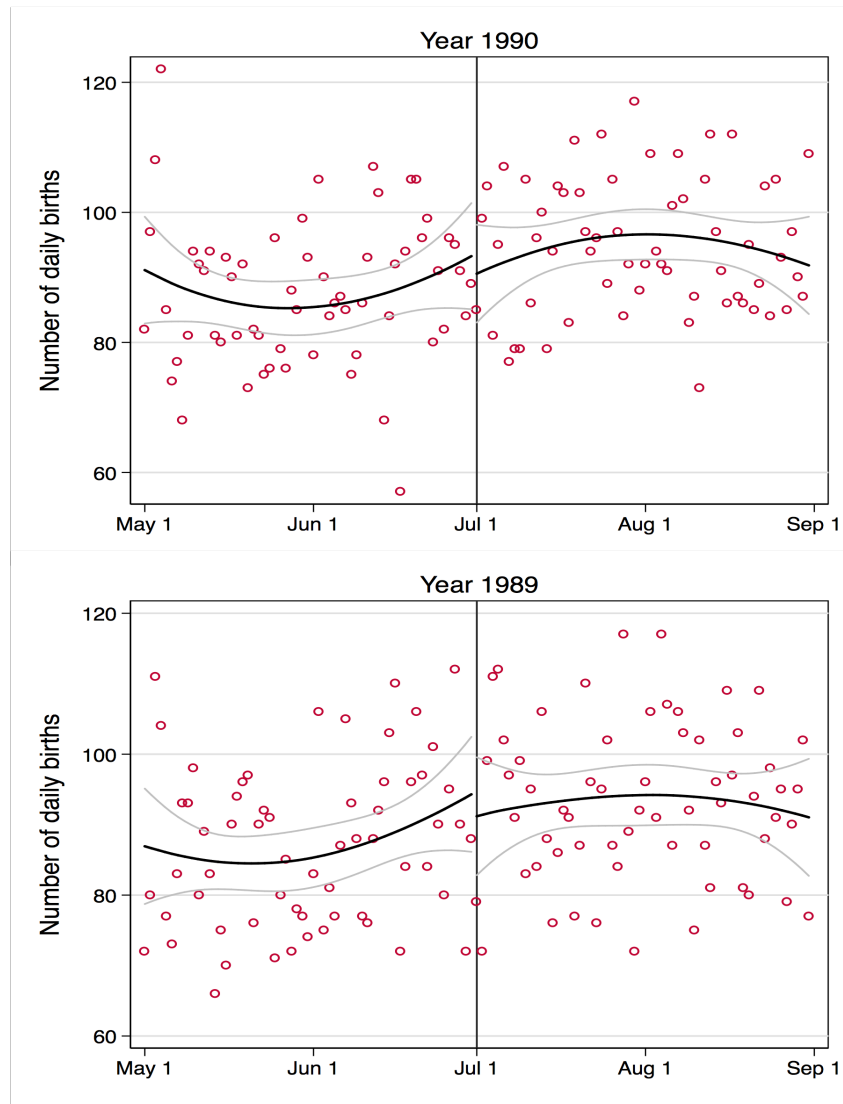 Year 1990
Number of daily births
120
100
80
60
May 1 Jun 1 Jul 1 Aug 1 Sep 1
Year 1989
Number of daily births
120
100
80
60
May 1 Jun 1 Jul 1 Aug 1 Sep 1